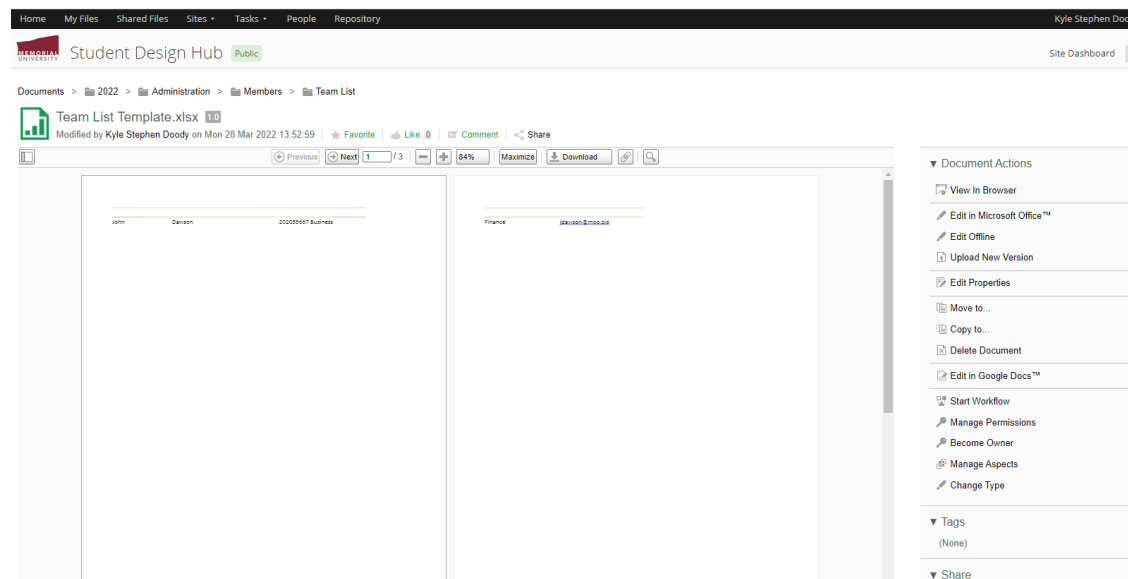 Home My Files Shared Files Sites Tasks People Repository Kyle Stephen Doo
MEMORIAL UNIVERSITY Student Design Hub Public Site Dashboard
Documents > 2022 > Administration > Members > Team List
Team List Template.xlsx 1.0
Modified by Kyle Stephen Doody on Mon 28 Mar 2022 13:52:59 Favorite Like 0 Comment Share
Previous Next 1 / 3 84% Maximize Download
John Dawson 202055667 Business Finance jdawson@moo.biz
Document Actions
View In Browser
Edit in Microsoft Office™
Edit Offline
Upload New Version
Edit Properties
Move to...
Copy to...
Delete Document
Edit in Google Docs™
Start Workflow
Manage Permissions
Become Owner
Manage Aspects
Change Type
Tags
(None)
Share